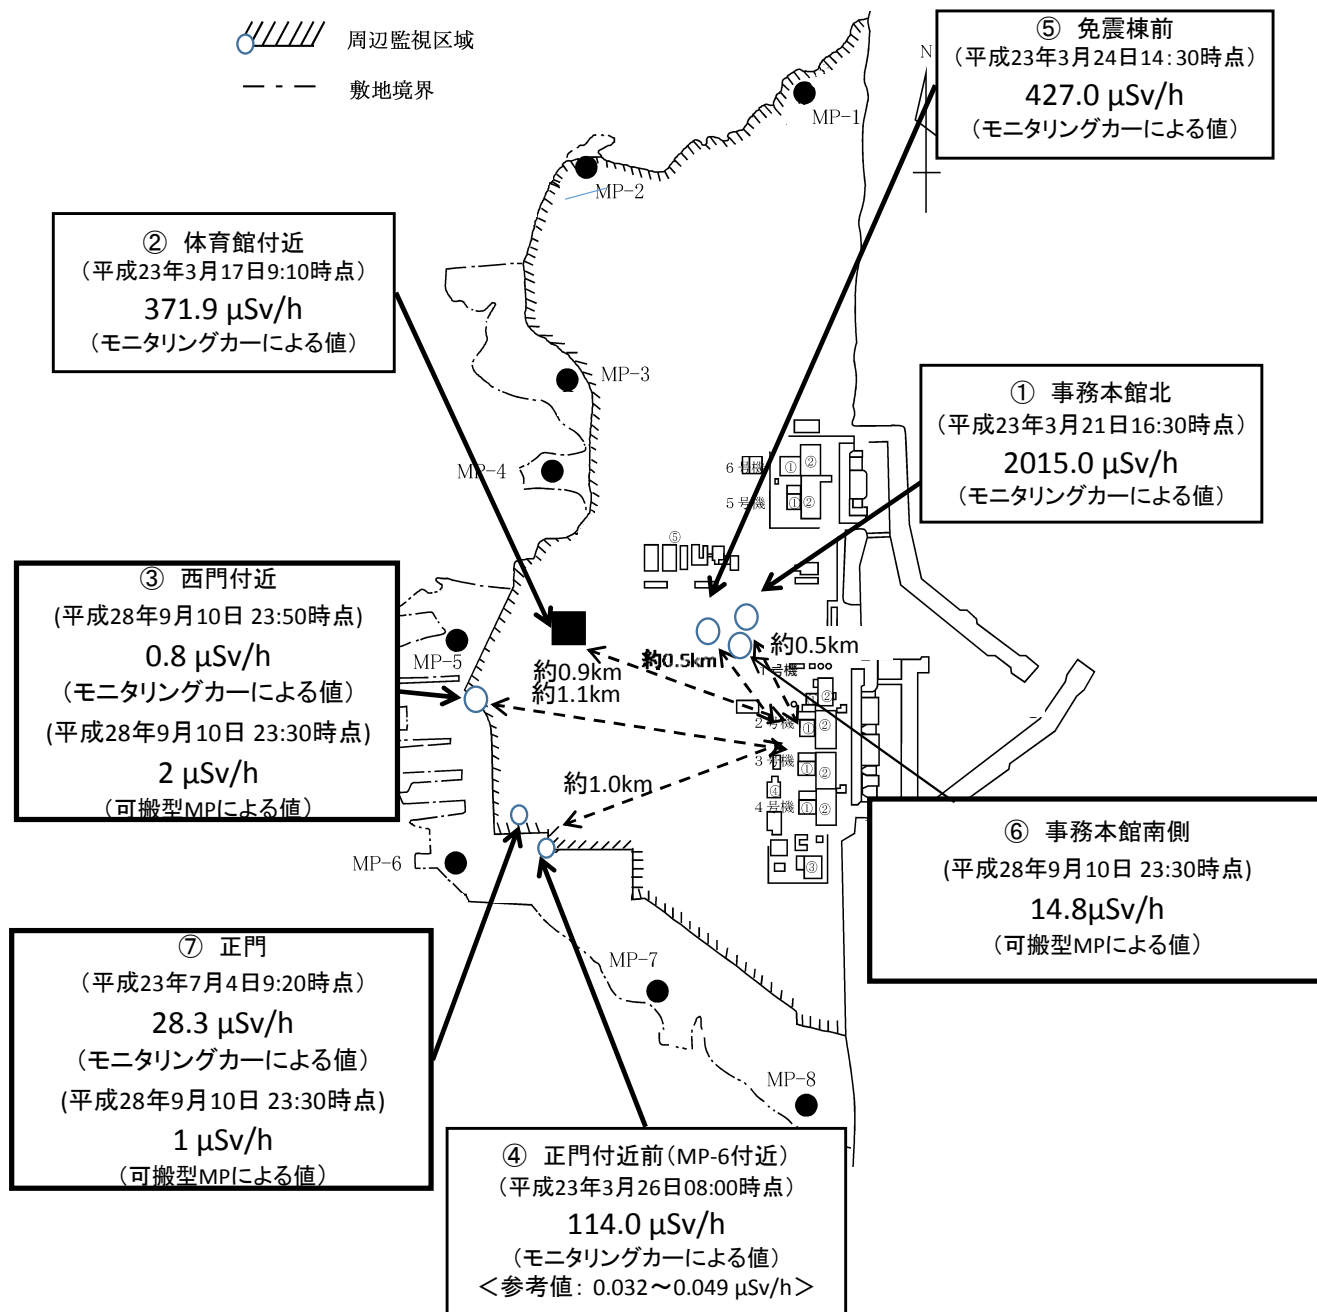 周辺監視区域
敷地境界
⑤ 免震棟前
（平成23年3月24日14：30時点）
427.0 μSv/h
（モニタリングカーによる値）
N
MP-1
MP-2
② 体育館付近
（平成23年3月17日9:10時点）
371.9 μSv/h
（モニタリングカーによる値）
MP-3
MP-4
① 事務本館北
（平成23年3月21日16:30時点）
2015.0 μSv/h
（モニタリングカーによる値）
6号機
① ②
5号機
① ②
⑤
③ 西門付近
(平成28年9月10日 23:50時点)
0.8 μSv/h
（モニタリングカーによる値）
(平成28年9月10日 23:30時点)
2 μSv/h
（可搬型MPによる値）
MP-5
約0.9km
約1.1km
約0.5km
約0.5km
1号機
②
2号機
① ②
3号機
① ②
④
4号機
① ②
③
約1.0km
MP-6
⑥ 事務本館南側
(平成28年9月10日 23:30時点)
14.8μSv/h
（可搬型MPによる値）
⑦ 正門
（平成23年7月4日9:20時点）
28.3 μSv/h
（モニタリングカーによる値）
(平成28年9月10日 23:30時点)
1 μSv/h
（可搬型MPによる値）
MP-7
MP-8
④ 正門付近前（MP-6付近）
（平成23年3月26日08:00時点）
114.0 μSv/h
（モニタリングカーによる値）
＜参考値： 0.032～0.049 μSv/h＞